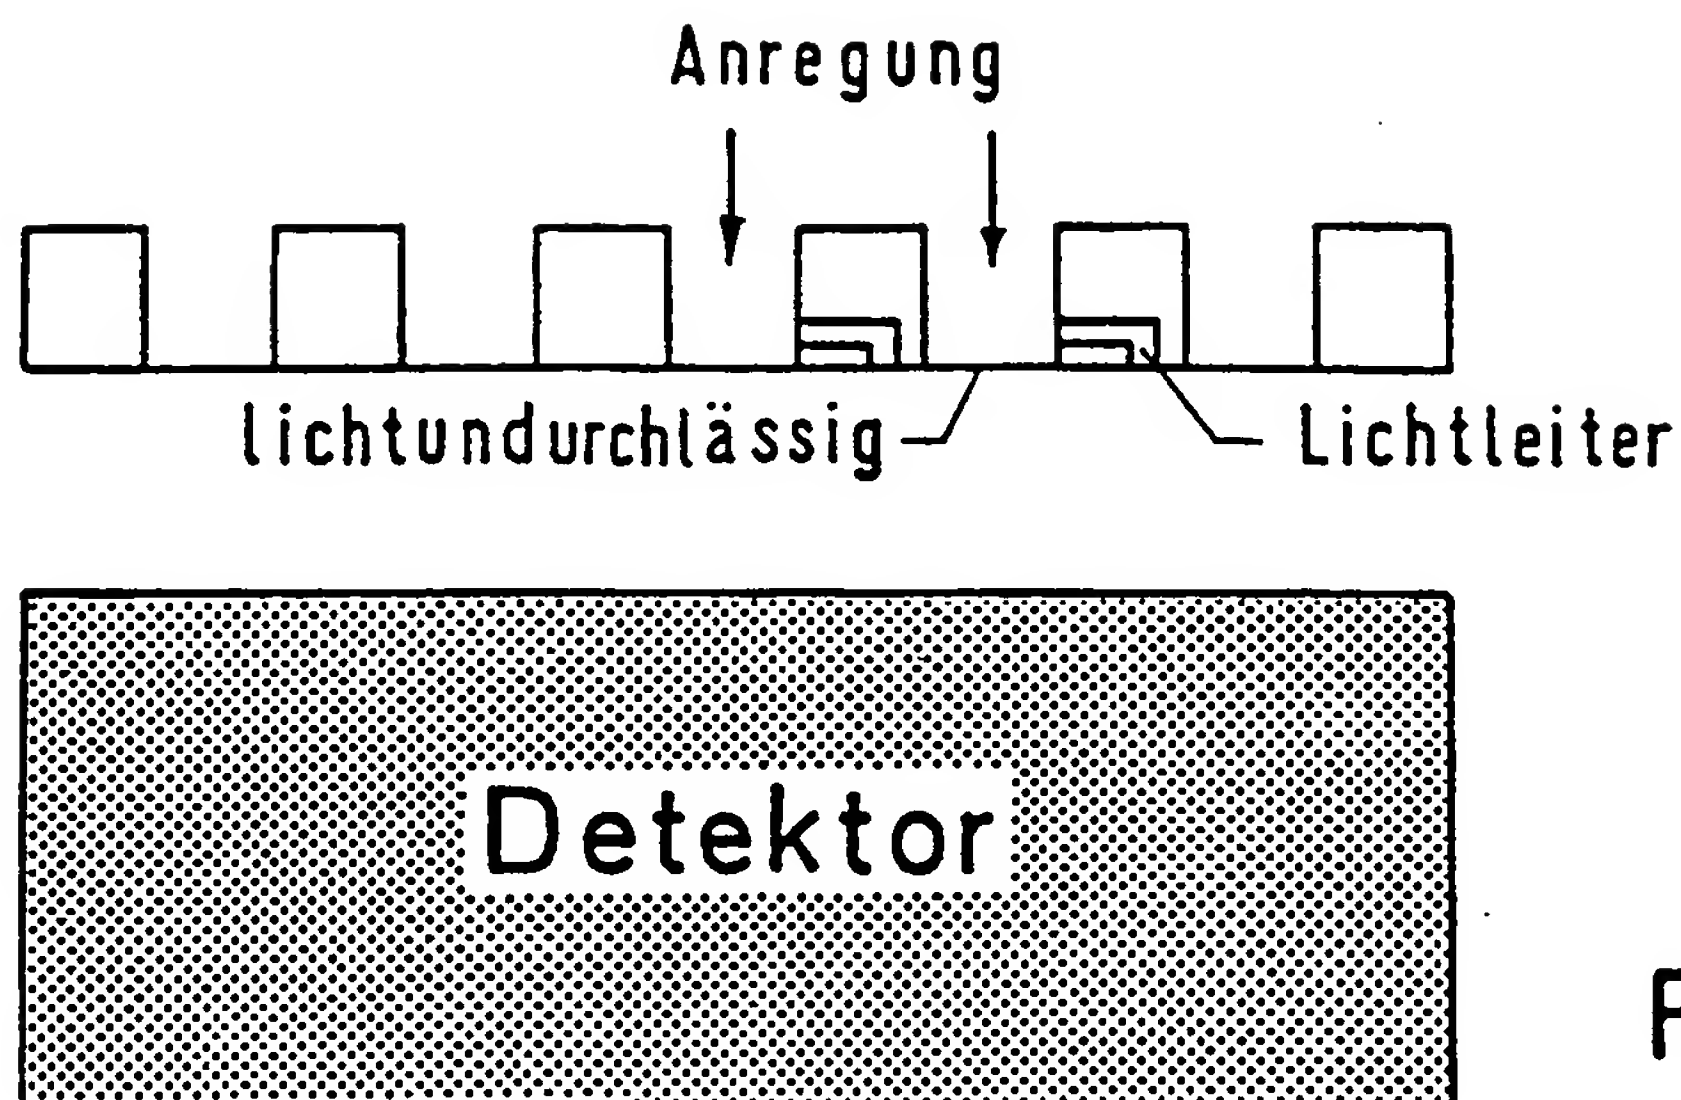 Anregung
lichtundurchlässig
Lichtleiter
Detektor